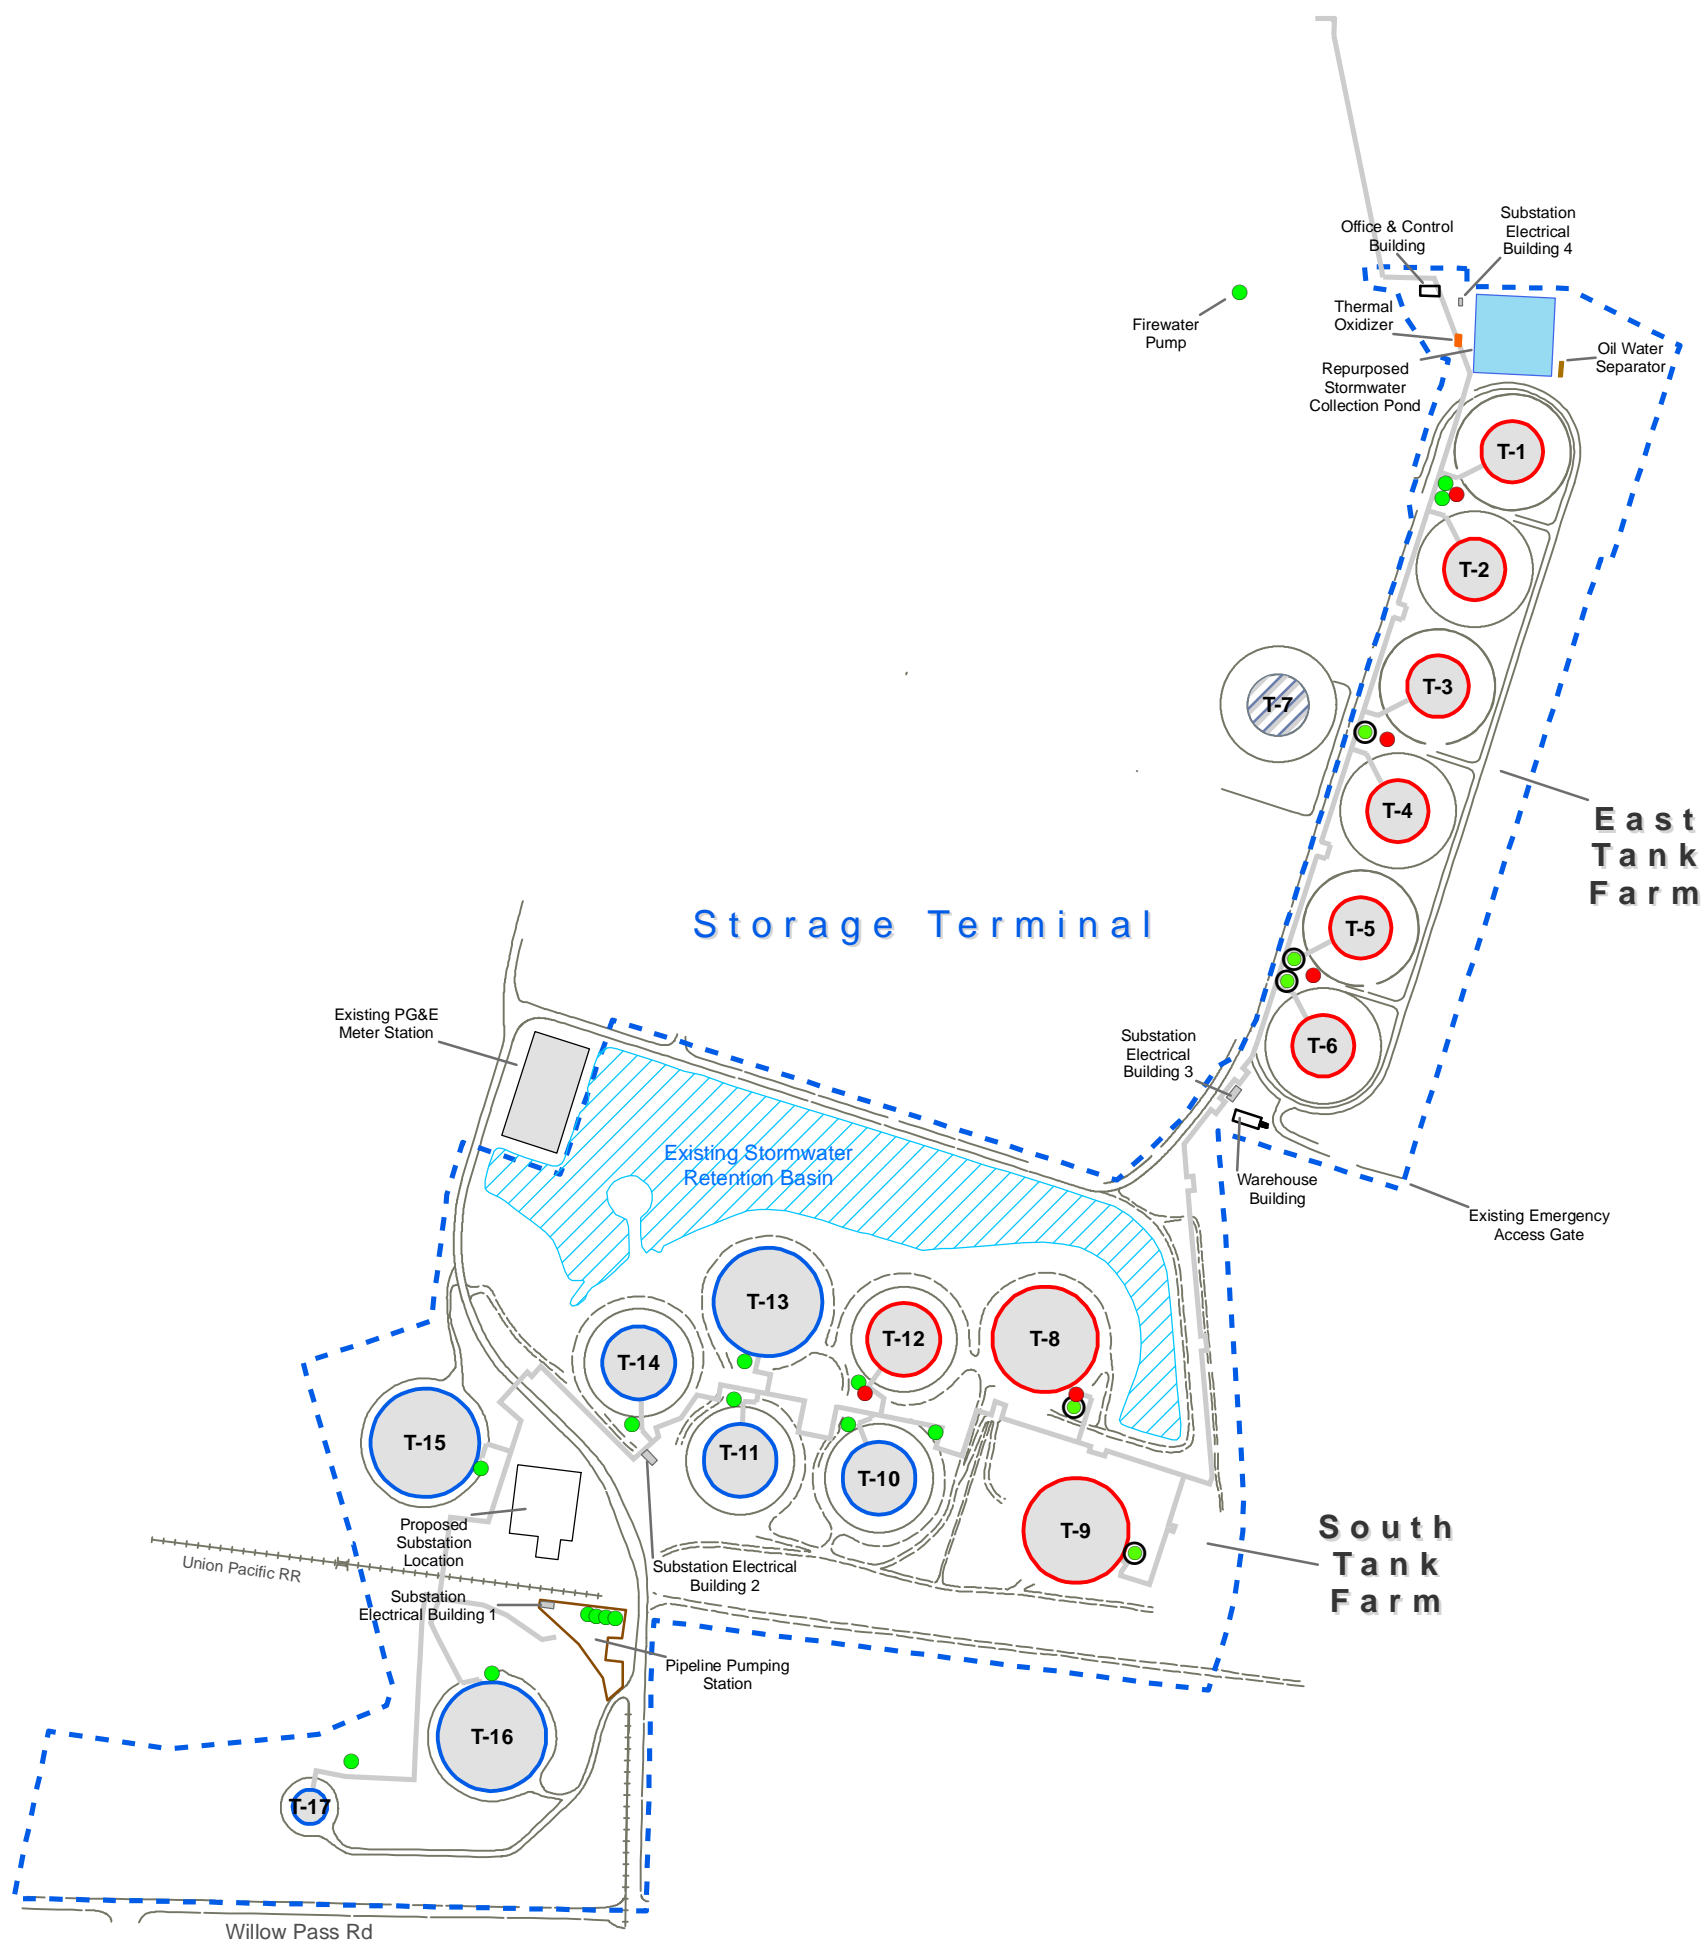 Office & Control
Building
Substation
Electrical
Building 4
Firewater
Pump
Thermal
Oxidizer
Oil Water
Separator
Repurposed
Stormwater
Collection Pond
T-1
T-2
T-3
T-7
T-4
East
Tank
Farm
T-5
Storage Terminal
Existing PG&E
Meter Station
Substation
Electrical
Building 3
T-6
Existing Stormwater
Retention Basin
Warehouse
Building
Existing Emergency
Access Gate
T-13
T-12
T-8
T-14
T-15
T-11
T-10
T-9
South
Tank
Farm
Proposed
Substation
Location
Union Pacific RR
Substation Electrical
Building 2
Substation
Electrical Building 1
Pipeline Pumping
Station
T-16
T-17
Willow Pass Rd